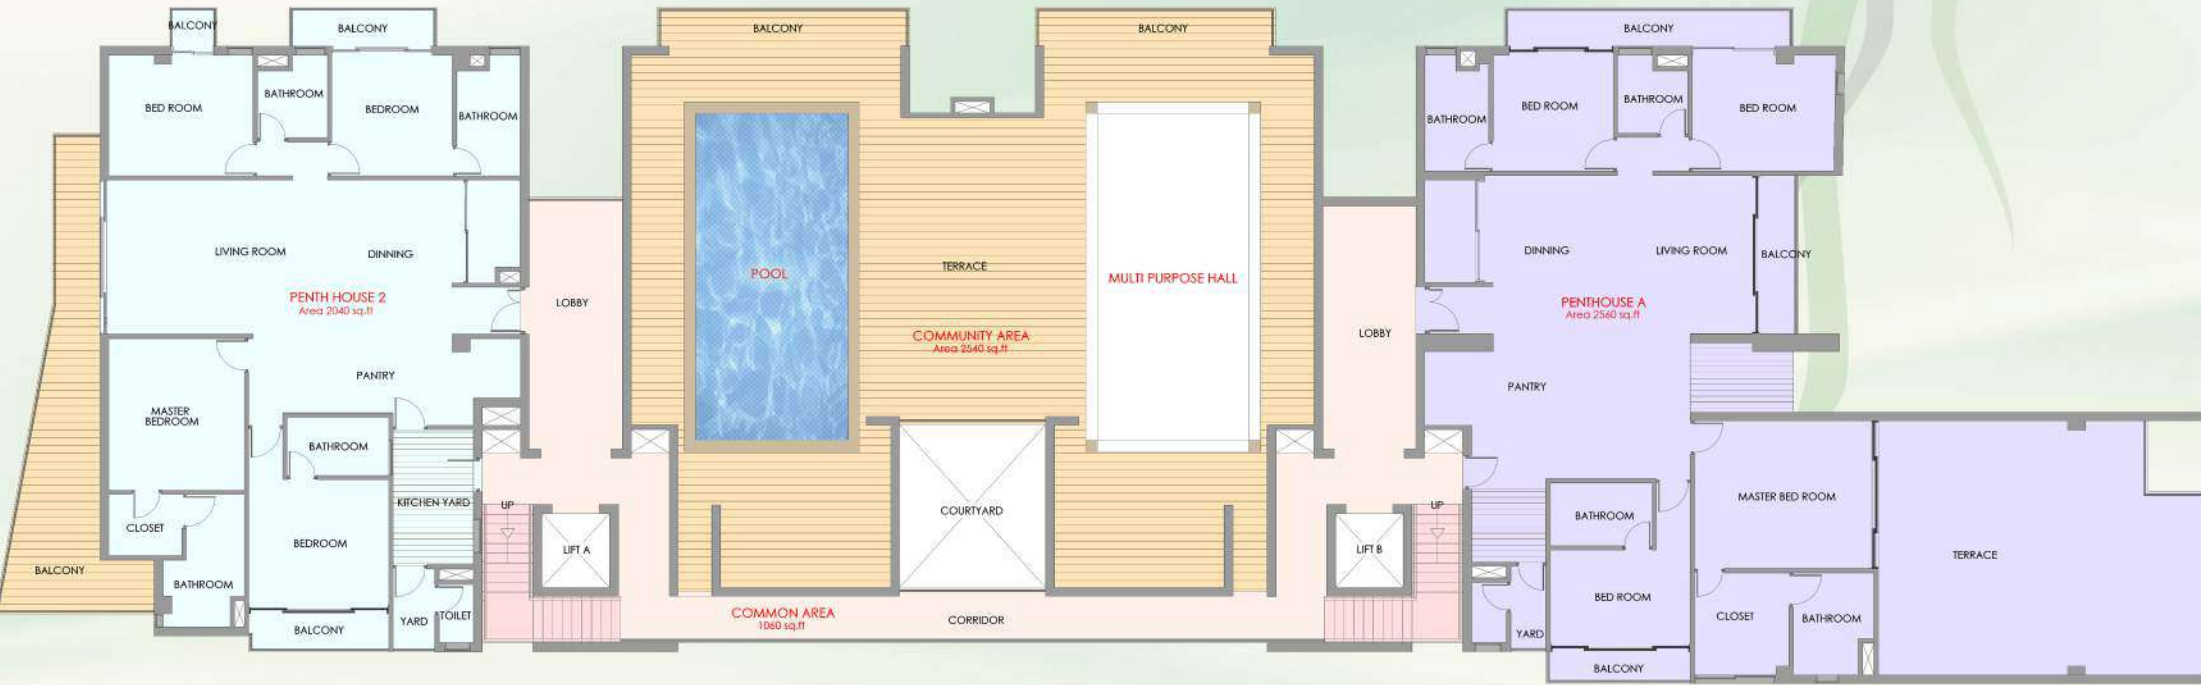 BALCONY
BALCONY
BED ROOM
BATHROOM
BEDROOM
BATHROOM
LIVING ROOM
DINNING
PENTH HOUSE 2
Area 2040 sq.ft
PANTRY
MASTER
BEDROOM
BATHROOM
KITCHEN YARD
CLOSET
BEDROOM
BATHROOM
BALCONY
BALCONY
YARD
TOILET
LOBBY
UP
LIFT A
BALCONY
BALCONY
POOL
TERRACE
MULTI PURPOSE HALL
COMMUNITY AREA
Area 2540 sq.ft
COURTYARD
COMMON AREA
1060 sq.ft
CORRIDOR
LOBBY
UP
LIFT B
BALCONY
BATHROOM
BED ROOM
BATHROOM
BED ROOM
DINNING
LIVING ROOM
BALCONY
PENTHOUSE A
Area 2560 sq.ft
PANTRY
MASTER BED ROOM
BATHROOM
TERRACE
BED ROOM
CLOSET
BATHROOM
YARD
BALCONY